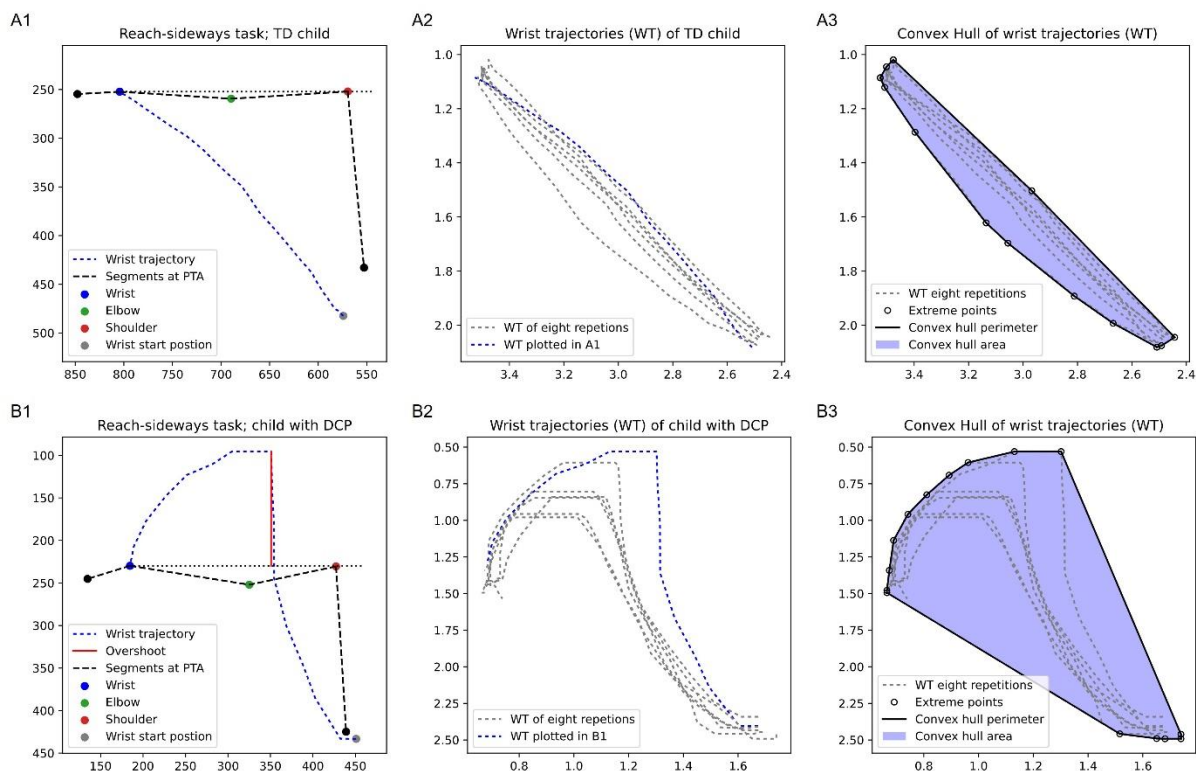 A1
Reach-sideways task; TD child
250
300
350
400
450
500
850 800 750 700 650 600 550
Wrist trajectory
Segments at PTA
Wrist
Elbow
Shoulder
Wrist start postion
A2
Wrist trajectories (WT) of TD child
1.0
1.2
1.4
1.6
1.8
2.0
3.4 3.2 3.0 2.8 2.6 2.4
WT of eight repetions
WT plotted in A1
A3
Convex Hull of wrist trajectories (WT)
1.0
1.2
1.4
1.6
1.8
2.0
3.4 3.2 3.0 2.8 2.6 2.4
WT eight repetitions
Extreme points
Convex hull perimeter
Convex hull area
B1
Reach-sideways task; child with DCP
100
150
200
250
300
350
400
450
150 200 250 300 350 400 450
Wrist trajectory
Overshoot
Segments at PTA
Wrist
Elbow
Shoulder
Wrist start postion
B2
Wrist trajectories (WT) of child with DCP
0.50
0.75
1.00
1.25
1.50
1.75
2.00
2.25
2.50
0.8 1.0 1.2 1.4 1.6
WT of eight repetions
WT plotted in B1
B3
Convex Hull of wrist trajectories (WT)
0.50
0.75
1.00
1.25
1.50
1.75
2.00
2.25
2.50
0.8 1.0 1.2 1.4 1.6
WT eight repetitions
Extreme points
Convex hull perimeter
Convex hull area